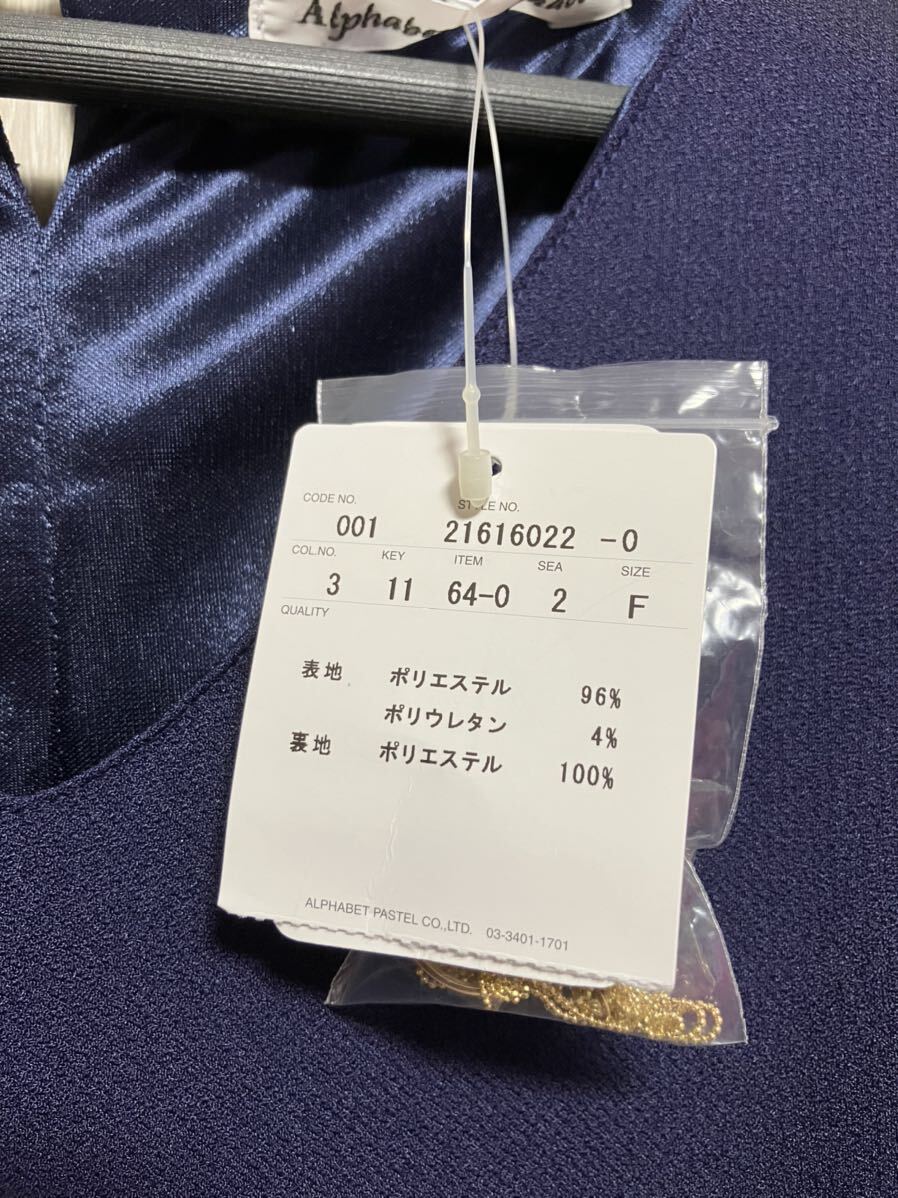 Alphabe
CODE NO. STYLE NO.
001 21616022 -0
COL.NO. KEY ITEM SEA SIZE
3 11 64-0 2 F
QUALITY
表地 ポリエステル 96%
ポリウレタン 4%
裏地 ポリエステル 100%
ALPHABET PASTEL CO.,LTD. 03-3401-1701